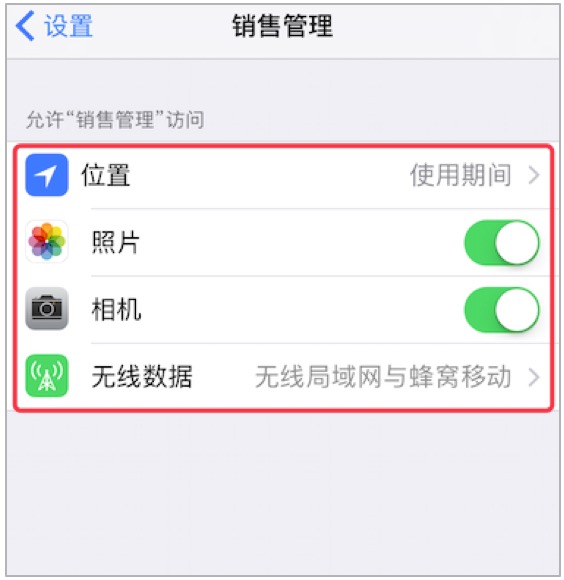 设置 销售管理
允许“销售管理”访问
位置 使用期间
照片
相机
无线数据 无线局域网与蜂窝移动